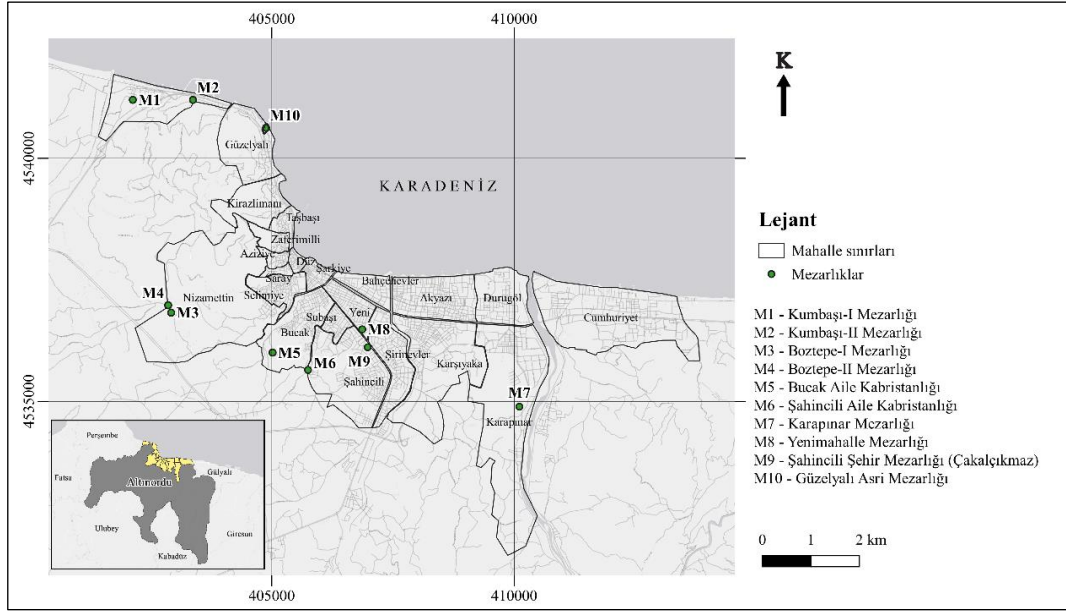 405000
410000
M1
M2
M10
K
Güzelyalı
4540000
4540000
KARADENİZ
Kirazlimanı
Taşbaşı
Lejant
Zaferimilli
Aziziye
Düz
Mahalle sınırları
Şarkiye
Saray
Bahçelievler
Mezarlıklar
Selimiye
Akyazı
Durugöl
M4
Nizamettin
M3
Cumhuriyet
Subaşı
Yeni
Bucak
M8
M5
M9
Şirinevler
Karşıyaka
M6
Şahincili
M7
4535000
4535000
Karapınar
M1 - Kumbaşı-I Mezarlığı
M2 - Kumbaşı-II Mezarlığı
M3 - Boztepe-I Mezarlığı
M4 - Boztepe-II Mezarlığı
M5 - Bucak Aile Kabristanlığı
M6 - Şahincili Aile Kabristanlığı
M7 - Karapınar Mezarlığı
M8 - Yenimahalle Mezarlığı
M9 - Şahincili Şehir Mezarlığı (Çakalçıkmaz)
M10 - Güzelyalı Asri Mezarlığı
Perşembe
Gülyalı
Fatsa
Altınordu
Ulubey
Giresun
Kabadüz
0 1 2 km
405000
410000